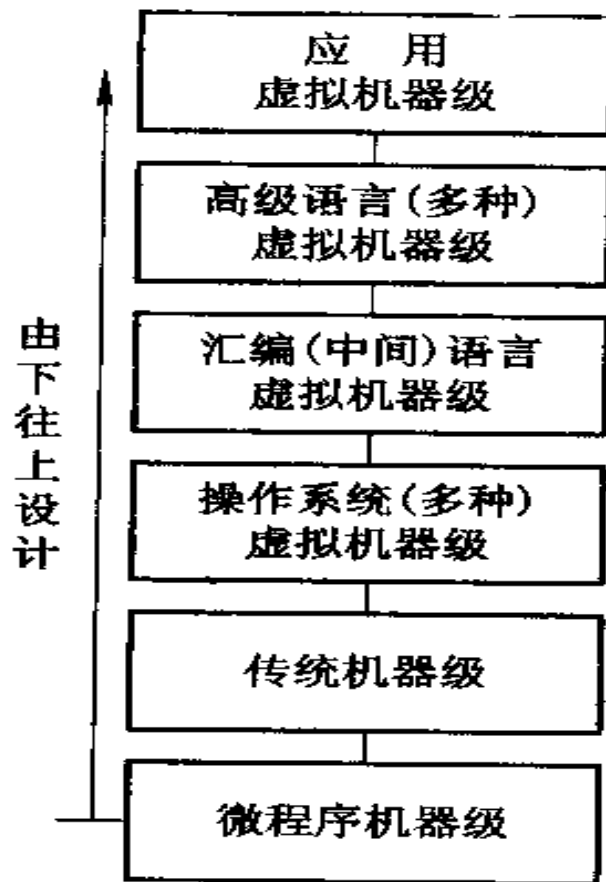 应 用
虚拟机器级
高级语言(多种)
虚拟机器级
汇编(中间)语言
虚拟机器级
操作系统(多种)
虚拟机器级
传统机器级
微程序机器级
由下往上设计